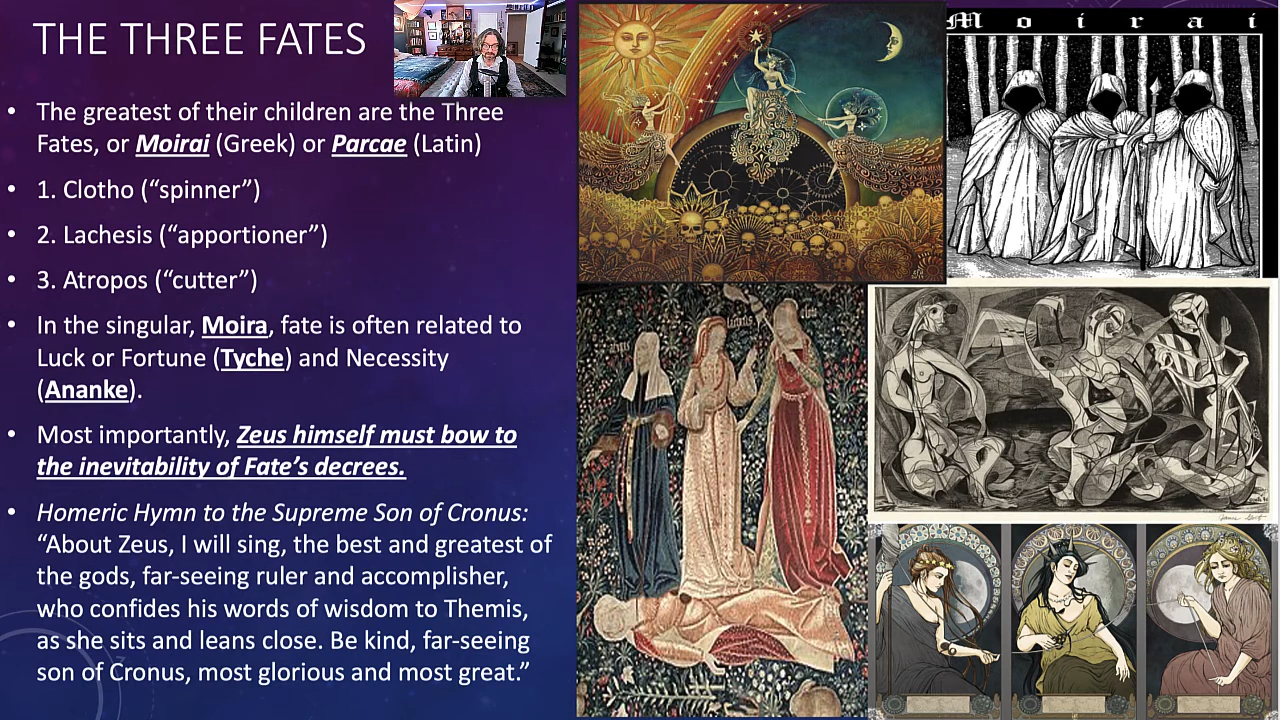 THE THREE FATES
• The greatest of their children are the Three
Fates, or Moirai (Greek) or Parcae (Latin)
• 1. Clotho (“spinner”)
• 2. Lachesis (“apportioner”)
• 3. Atropos (“cutter”)
• In the singular, Moira, fate is often related to
Luck or Fortune (Tyche) and Necessity
(Ananke).
• Most importantly, Zeus himself must bow to
the inevitability of Fate’s decrees.
• Homeric Hymn to the Supreme Son of Cronus:
“About Zeus, I will sing, the best and greatest of
the gods, far-seeing ruler and accomplisher,
who confides his words of wisdom to Themis,
as she sits and leans close. Be kind, far-seeing
son of Cronus, most glorious and most great.”
Moirai